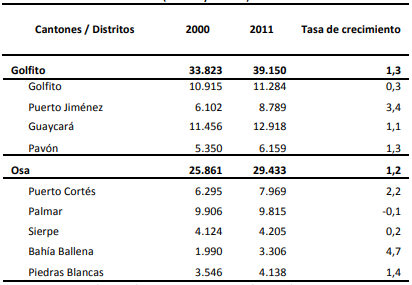 Cantones / Distritos 2000 2011 Tasa de crecimiento
Golfito 33.823 39.150 1,3
Golfito 10.915 11.284 0,3
Puerto Jiménez 6.102 8.789 3,4
Guaycará 11.456 12.918 1,1
Pavón 5.350 6.159 1,3
Osa 25.861 29.433 1,2
Puerto Cortés 6.295 7.969 2,2
Palmar 9.906 9.815 -0,1
Sierpe 4.124 4.205 0,2
Bahía Ballena 1.990 3.306 4,7
Piedras Blancas 3.546 4.138 1,4